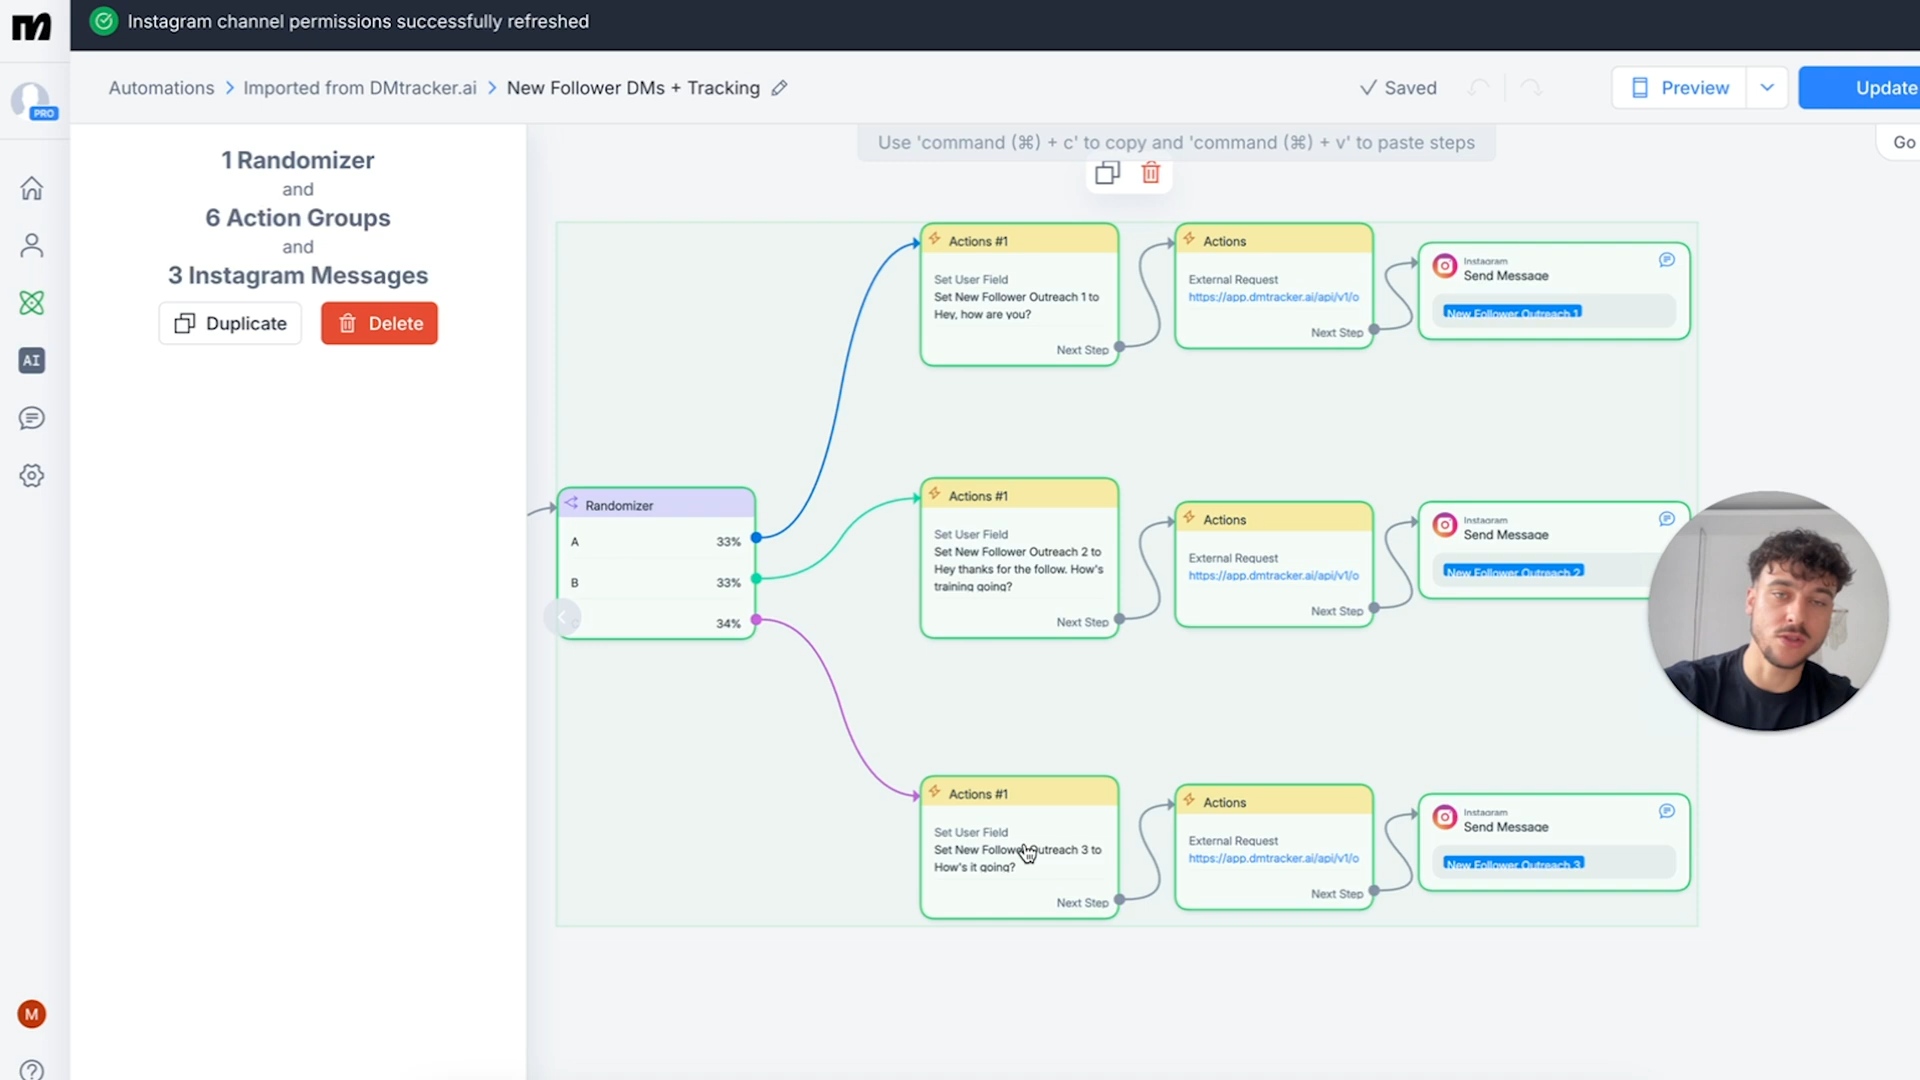 Instagram channel permissions successfully refreshed
PRO
Automations > Imported from DMtracker.ai > New Follower DMs + Tracking
Saved
Preview
Update
Go
Use 'command (⌘) + c' to copy and 'command (⌘) + v' to paste steps
1 Randomizer
and
6 Action Groups
and
3 Instagram Messages
Duplicate
Delete
AI
M
Randomizer
A 33%
B 33%
34%
Actions #1
Set User Field
Set New Follower Outreach 1 to
Hey, how are you?
Next Step
Actions
External Request
https://app.dmtracker.ai/api/v1/o
Next Step
Instagram
Send Message
New Follower Outreach 1
Actions #1
Set User Field
Set New Follower Outreach 2 to
Hey thanks for the follow. How's
training going?
Next Step
Actions
External Request
https://app.dmtracker.ai/api/v1/o
Next Step
Instagram
Send Message
New Follower Outreach 2
Actions #1
Set User Field
Set New Follower Outreach 3 to
How's it going?
Next Step
Actions
External Request
https://app.dmtracker.ai/api/v1/o
Next Step
Instagram
Send Message
New Follower Outreach 3